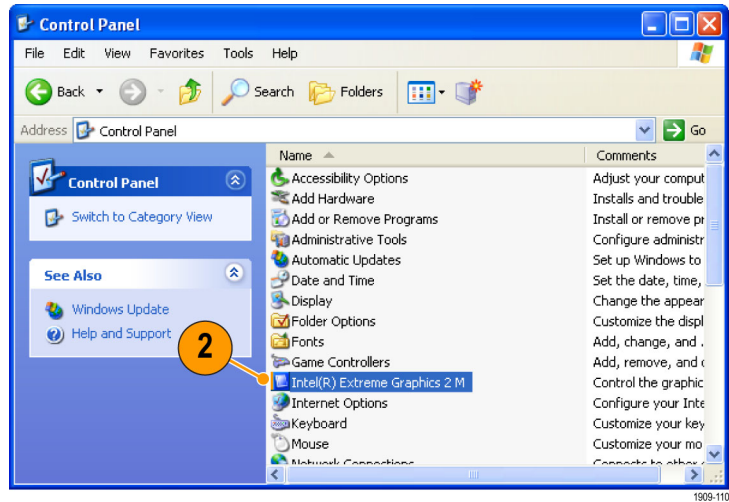 Control Panel
File Edit View Favorites Tools Help
Back Search Folders
Address Control Panel Go
Name Comments
Control Panel
Switch to Category View
See Also
Windows Update
Help and Support
2
Accessibility Options Adjust your comput
Add Hardware Installs and trouble
Add or Remove Programs Install or remove pr
Administrative Tools Configure administr
Automatic Updates Set up Windows to
Date and Time Set the date, time,
Display Change the appear
Folder Options Customize the displ
Fonts Add, change, and .
Game Controllers Add, remove, and c
Intel(R) Extreme Graphics 2 M Control the graphic
Internet Options Configure your Inte
Keyboard Customize your key
Mouse Customize your mo
Network Connections Connects to other
1909-110